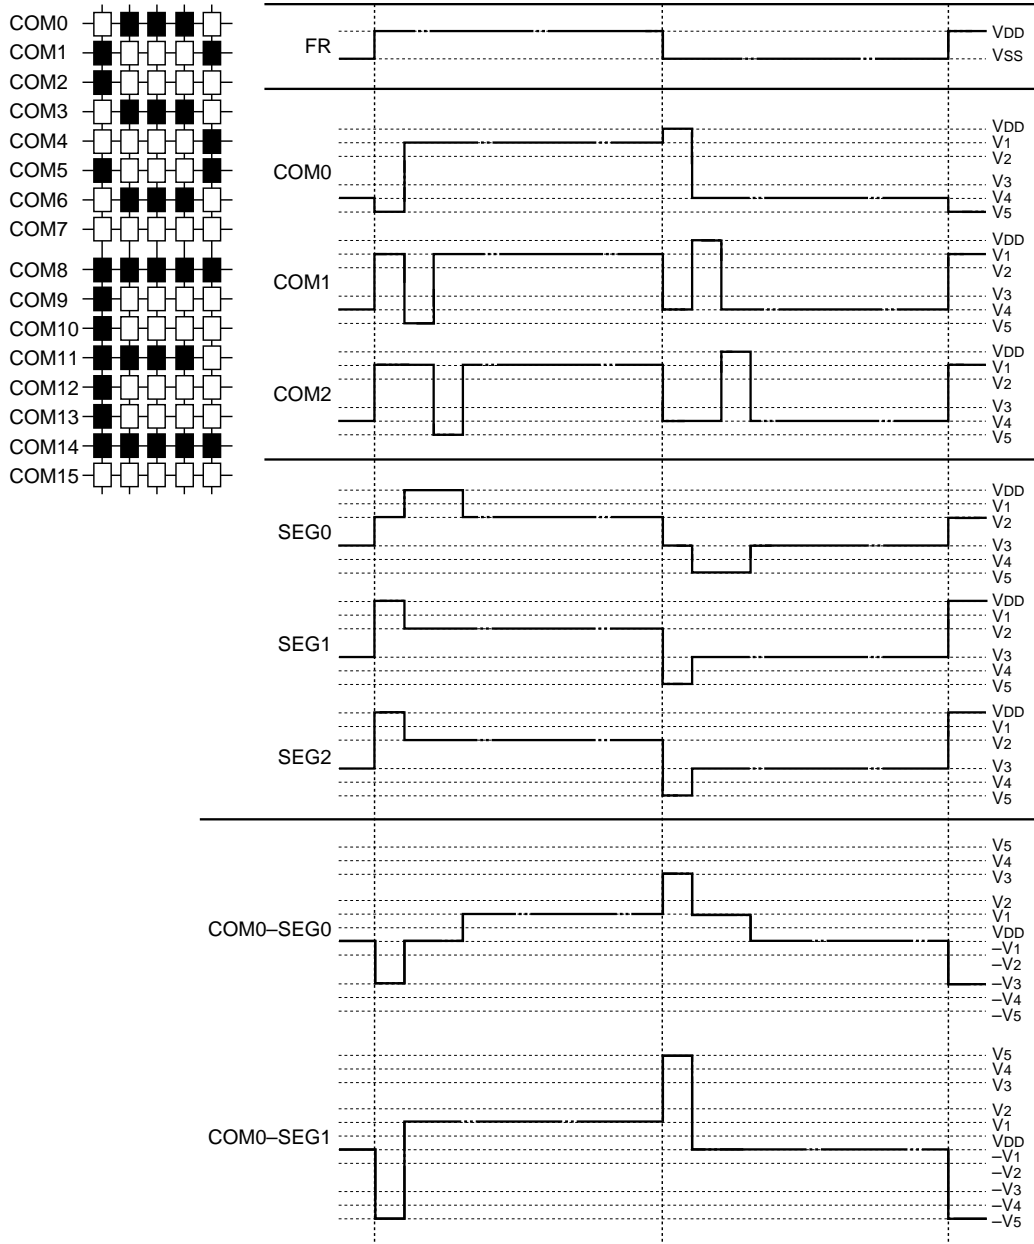 COM0
COM1
COM2
COM3
COM4
COM5
COM6
COM7
COM8
COM9
COM10
COM11
COM12
COM13
COM14
COM15
FR
VDD
VSS
COM0
VDD
V1
V2
V3
V4
V5
COM1
VDD
V1
V2
V3
V4
V5
COM2
VDD
V1
V2
V3
V4
V5
SEG0
VDD
V1
V2
V3
V4
V5
SEG1
VDD
V1
V2
V3
V4
V5
SEG2
VDD
V1
V2
V3
V4
V5
COM0–SEG0
V5
V4
V3
V2
V1
VDD
–V1
–V2
–V3
–V4
–V5
COM0–SEG1
V5
V4
V3
V2
V1
VDD
–V1
–V2
–V3
–V4
–V5